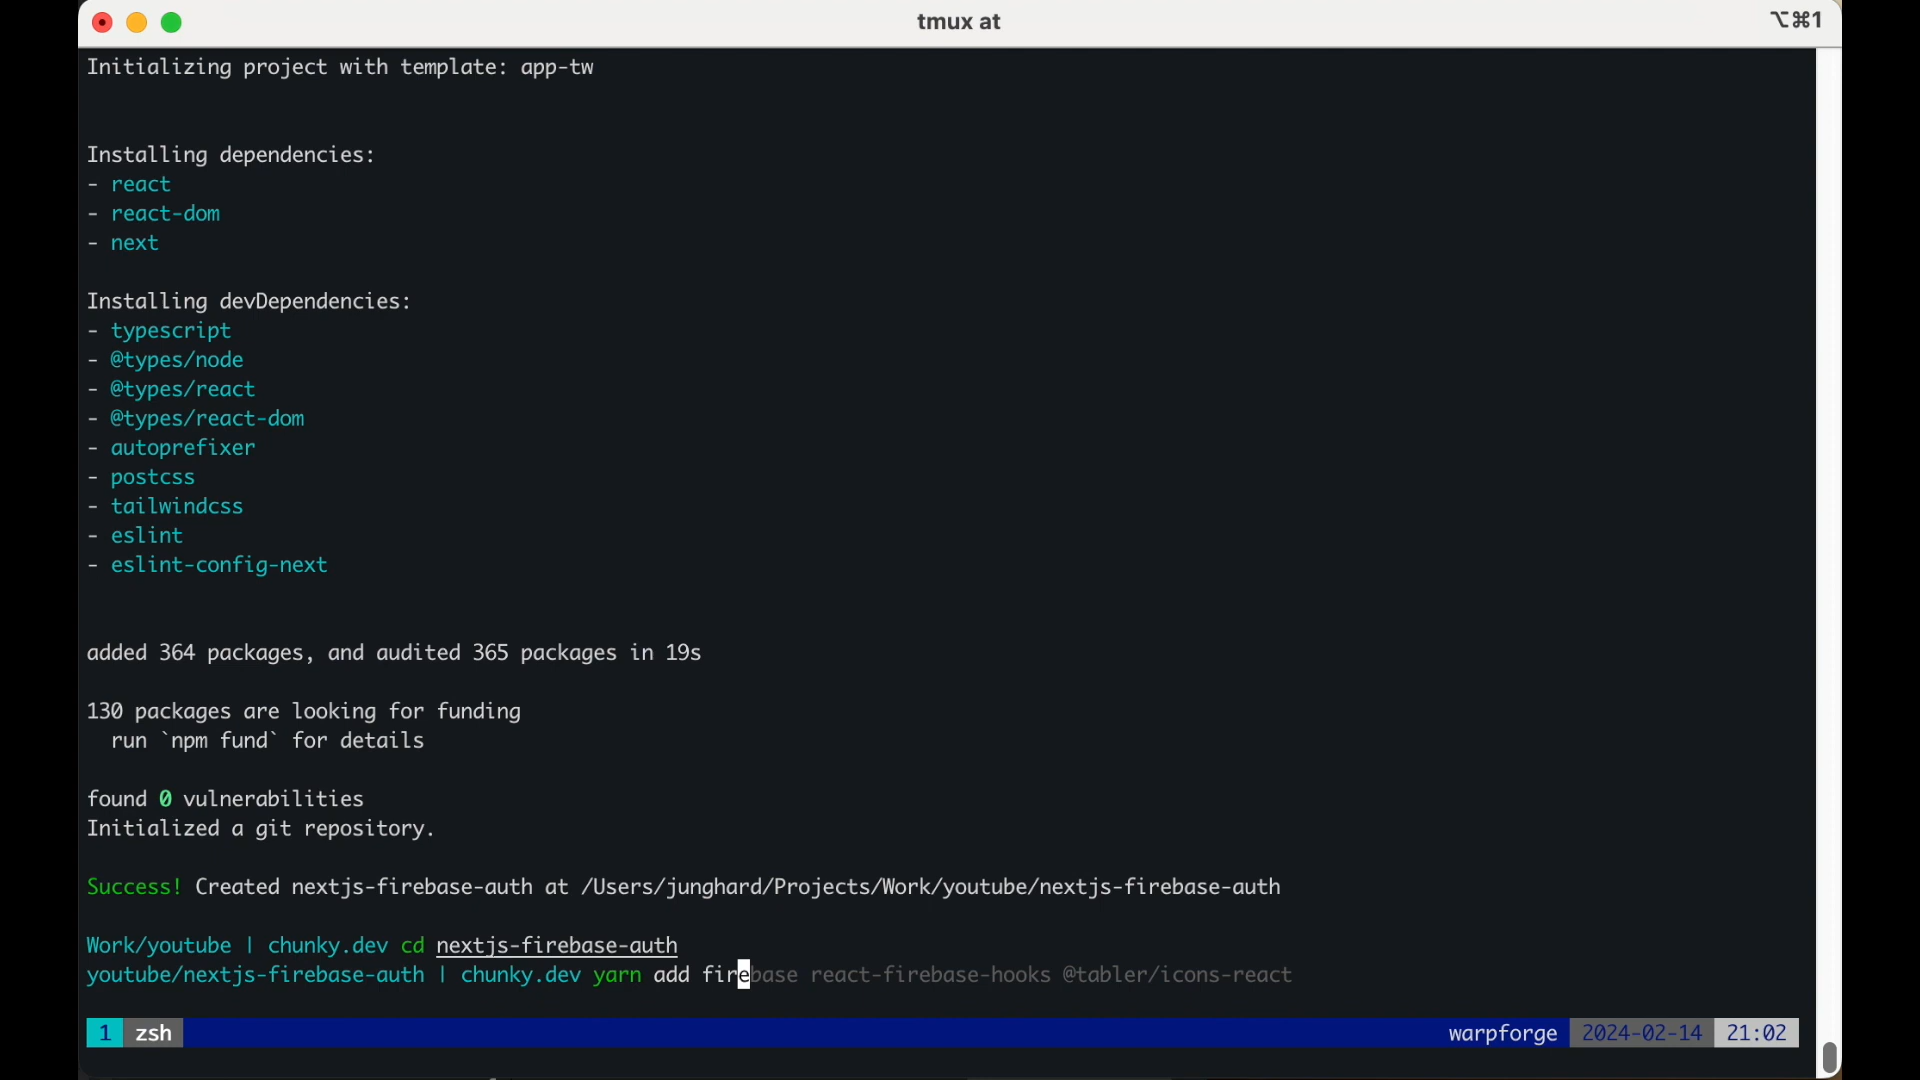 tmux at
⌥⌘1
Initializing project with template: app-tw
Installing dependencies:
- react
- react-dom
- next
Installing devDependencies:
- typescript
- @types/node
- @types/react
- @types/react-dom
- autoprefixer
- postcss
- tailwindcss
- eslint
- eslint-config-next
added 364 packages, and audited 365 packages in 19s
130 packages are looking for funding
  run `npm fund` for details
found 0 vulnerabilities
Initialized a git repository.
Success! Created nextjs-firebase-auth at /Users/junghard/Projects/Work/youtube/nextjs-firebase-auth
Work/youtube | chunky.dev cd nextjs-firebase-auth
youtube/nextjs-firebase-auth | chunky.dev yarn add firebase react-firebase-hooks @tabler/icons-react
1 zsh warpforge 2024-02-14 21:02